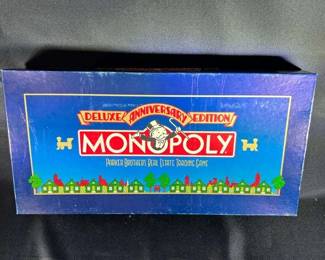 DELUXE ANNIVERSARY EDITION
MONOPOLY
PARKER BROTHERS REAL ESTATE TRADING GAME